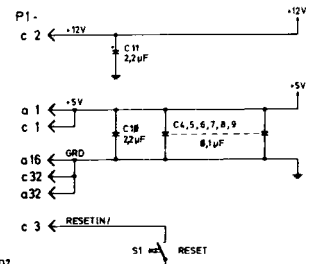 P1-
+12V
c 2 +12V
C11
2,2µF
+5V
a 1 +5V
c 1
C10
2,2µF
C4,5,6,7,8,9
0,1µF
a16 GRD
c32
a32
c 3 RESETIN/
S1 RESET